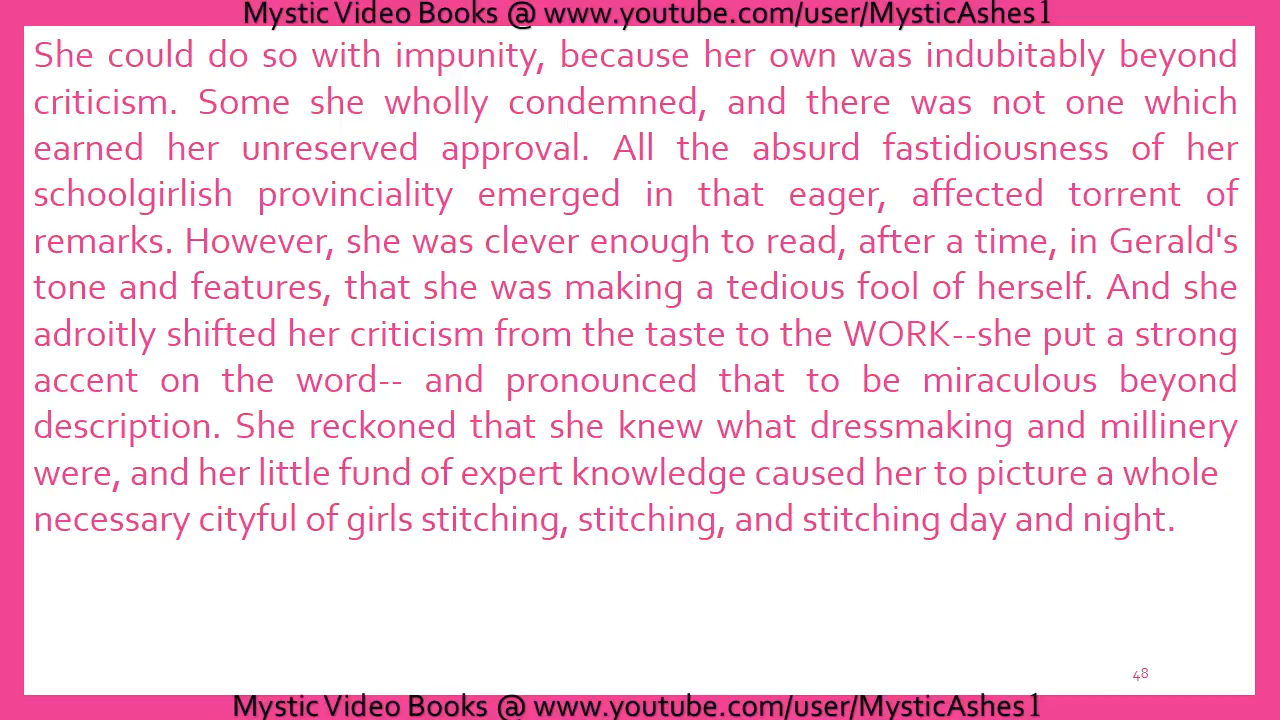 Mystic Video Books @ www.youtube.com/user/MysticAshes1
She could do so with impunity, because her own was indubitably beyond
criticism. Some she wholly condemned, and there was not one which
earned her unreserved approval. All the absurd fastidiousness of her
schoolgirlish provinciality emerged in that eager, affected torrent of
remarks. However, she was clever enough to read, after a time, in Gerald's
tone and features, that she was making a tedious fool of herself. And she
adroitly shifted her criticism from the taste to the WORK--she put a strong
accent on the word-- and pronounced that to be miraculous beyond
description. She reckoned that she knew what dressmaking and millinery
were, and her little fund of expert knowledge caused her to picture a whole
necessary cityful of girls stitching, stitching, and stitching day and night.
48
Mystic Video Books @ www.youtube.com/user/MysticAshes1